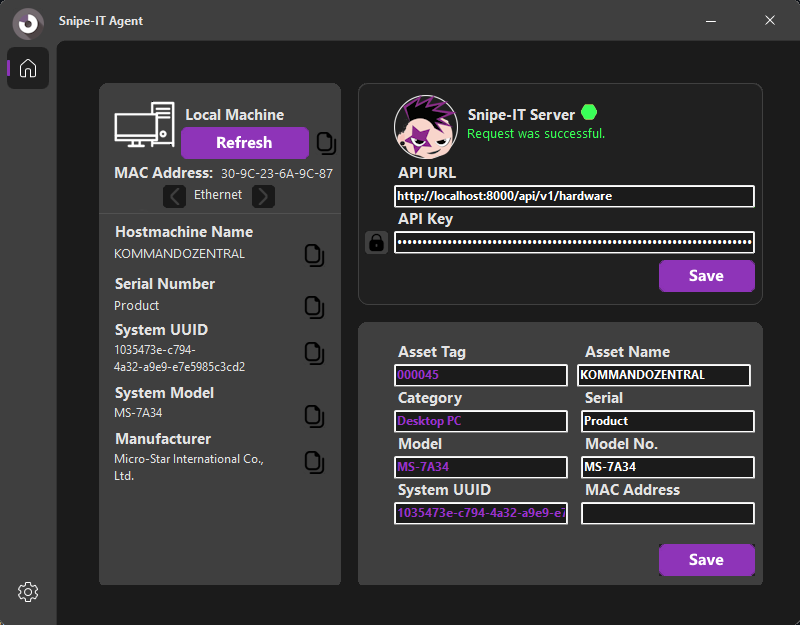 Snipe-IT Agent
Local Machine
Refresh
MAC Address: 30-9C-23-6A-9C-87
Ethernet
Hostmachine Name
KOMMANDOZENTRAL
Serial Number
Product
System UUID
1035473e-c794-
4a32-a9e9-e7e5985c3cd2
System Model
MS-7A34
Manufacturer
Micro-Star International Co.,
Ltd.
Snipe-IT Server
Request was successful.
API URL
http://localhost:8000/api/v1/hardware
API Key
Save
Asset Tag
000045
Asset Name
KOMMANDOZENTRAL
Category
Desktop PC
Serial
Product
Model
MS-7A34
Model No.
MS-7A34
System UUID
1035473e-c794-4a32-a9e9-e7
MAC Address
Save